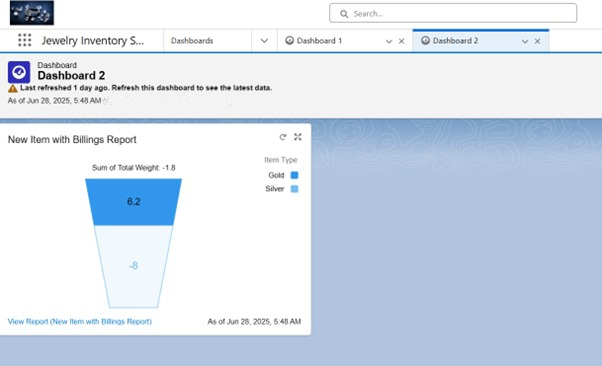 Search...
Jewelry Inventory S...
Dashboards
Dashboard 1
Dashboard 2
Dashboard
Dashboard 2
Last refreshed 1 day ago. Refresh this dashboard to see the latest data.
As of Jun 28, 2025, 5:48 AM
New Item with Billings Report
Sum of Total Weight: -1.8
Item Type
Gold
Silver
6.2
-8
View Report (New Item with Billings Report)
As of Jun 28, 2025, 5:48 AM